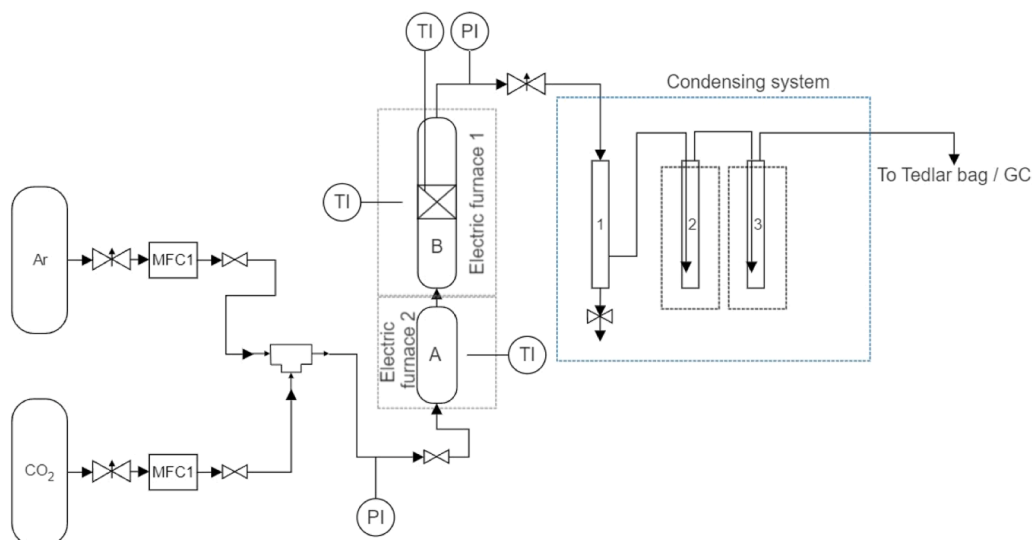 TI
PI
Condensing system
Electric furnace 1
TI
B
1
2
3
To Tedlar bag / GC
Ar
MFC1
Electric
furnace 2
A
TI
CO₂
MFC1
PI